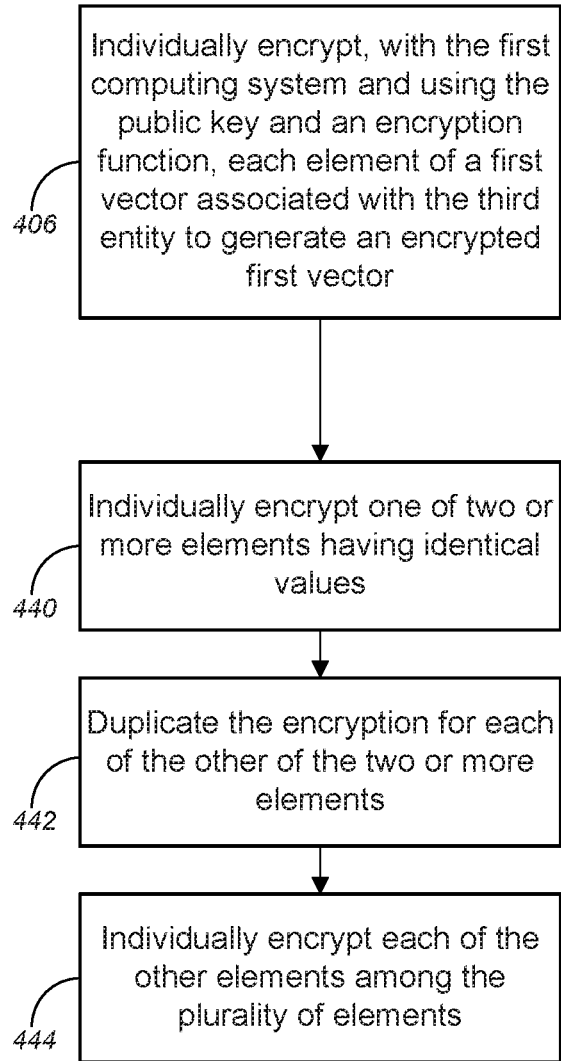 Individually encrypt, with the first
computing system and using the
public key and an encryption
function, each element of a first
vector associated with the third
entity to generate an encrypted
first vector
406
Individually encrypt one of two or
more elements having identical
values
440
Duplicate the encryption for each
of the other of the two or more
elements
442
Individually encrypt each of the
other elements among the
plurality of elements
444